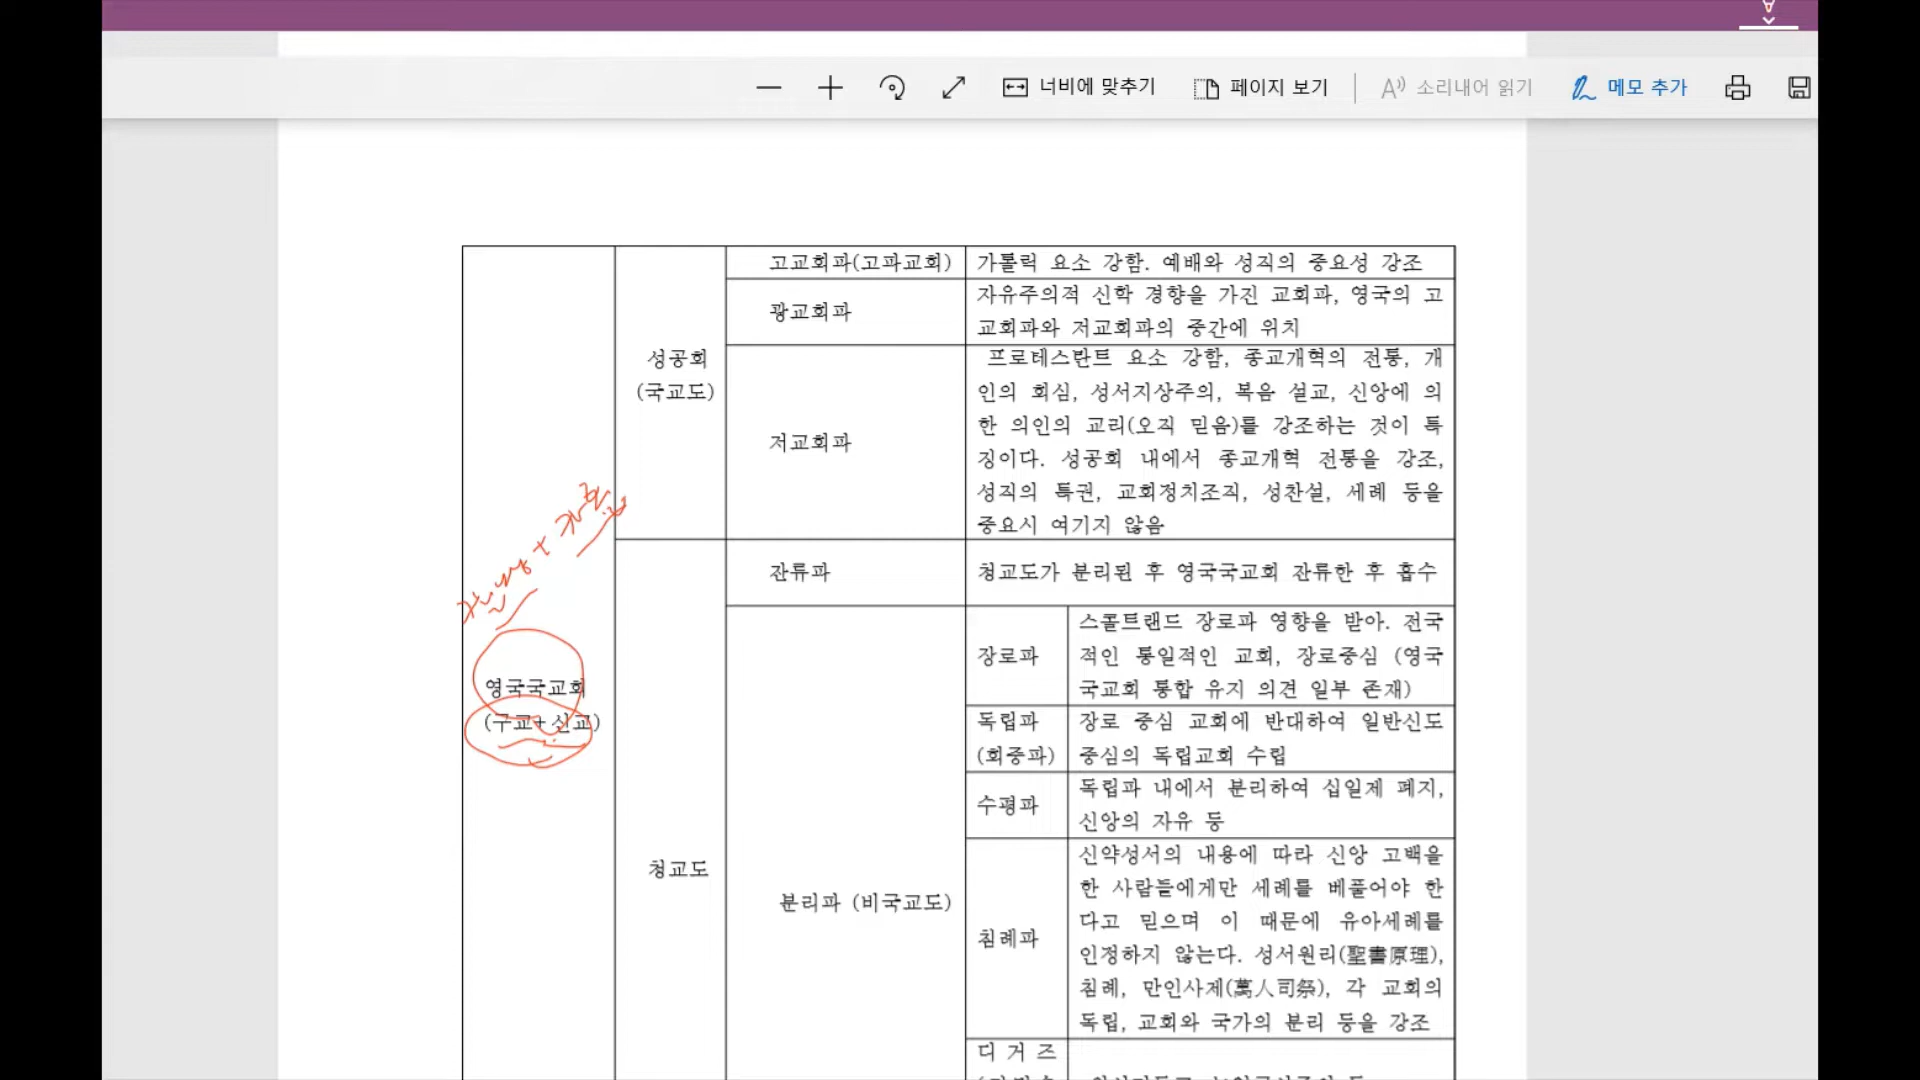 너비에 맞추기
페이지 보기
소리내어 읽기
메모 추가
고교회파(고파교회)
가톨릭 요소 강함. 예배와 성직의 중요성 강조
광교회파
자유주의적 신학 경향을 가진 교회파, 영국의 고
교회파와 저교회파의 중간에 위치
성공회
(국교도)
저교회파
프로테스탄트 요소 강함, 종교개혁의 전통, 개
인의 회심, 성서지상주의, 복음 설교, 신앙에 의
한 의인의 교리(오직 믿음)를 강조하는 것이 특
징이다. 성공회 내에서 종교개혁 전통을 강조,
성직의 특권, 교회정치조직, 성찬설, 세례 등을
중요시 여기지 않음
잔류파
청교도가 분리된 후 영국국교회 잔류한 후 흡수
영국국교회
(구교+신교)
청교도
분리파 (비국교도)
장로파
스콜트랜드 장로파 영향을 받아. 전국
적인 통일적인 교회, 장로중심 (영국
국교회 통합 유지 의견 일부 존재)
독립파
(회중파)
장로 중심 교회에 반대하여 일반신도
중심의 독립교회 수립
수평파
독립파 내에서 분리하여 십일제 폐지,
신앙의 자유 등
침례파
신약성서의 내용에 따라 신앙 고백을
한 사람들에게만 세례를 베풀어야 한
다고 믿으며 이 때문에 유아세례를
인정하지 않는다. 성서원리(聖書原理),
침례, 만인사제(萬人司祭), 각 교회의
독립, 교회와 국가의 분리 등을 강조
디 거 즈